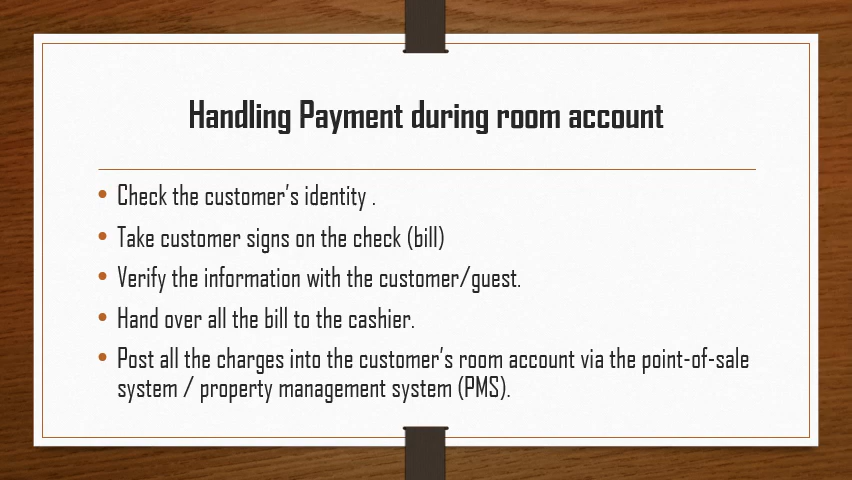 Handling Payment during room account
• Check the customer's identity .
• Take customer signs on the check (bill)
• Verify the information with the customer/guest.
• Hand over all the bill to the cashier.
• Post all the charges into the customer's room account via the point-of-sale
system / property management system (PMS).